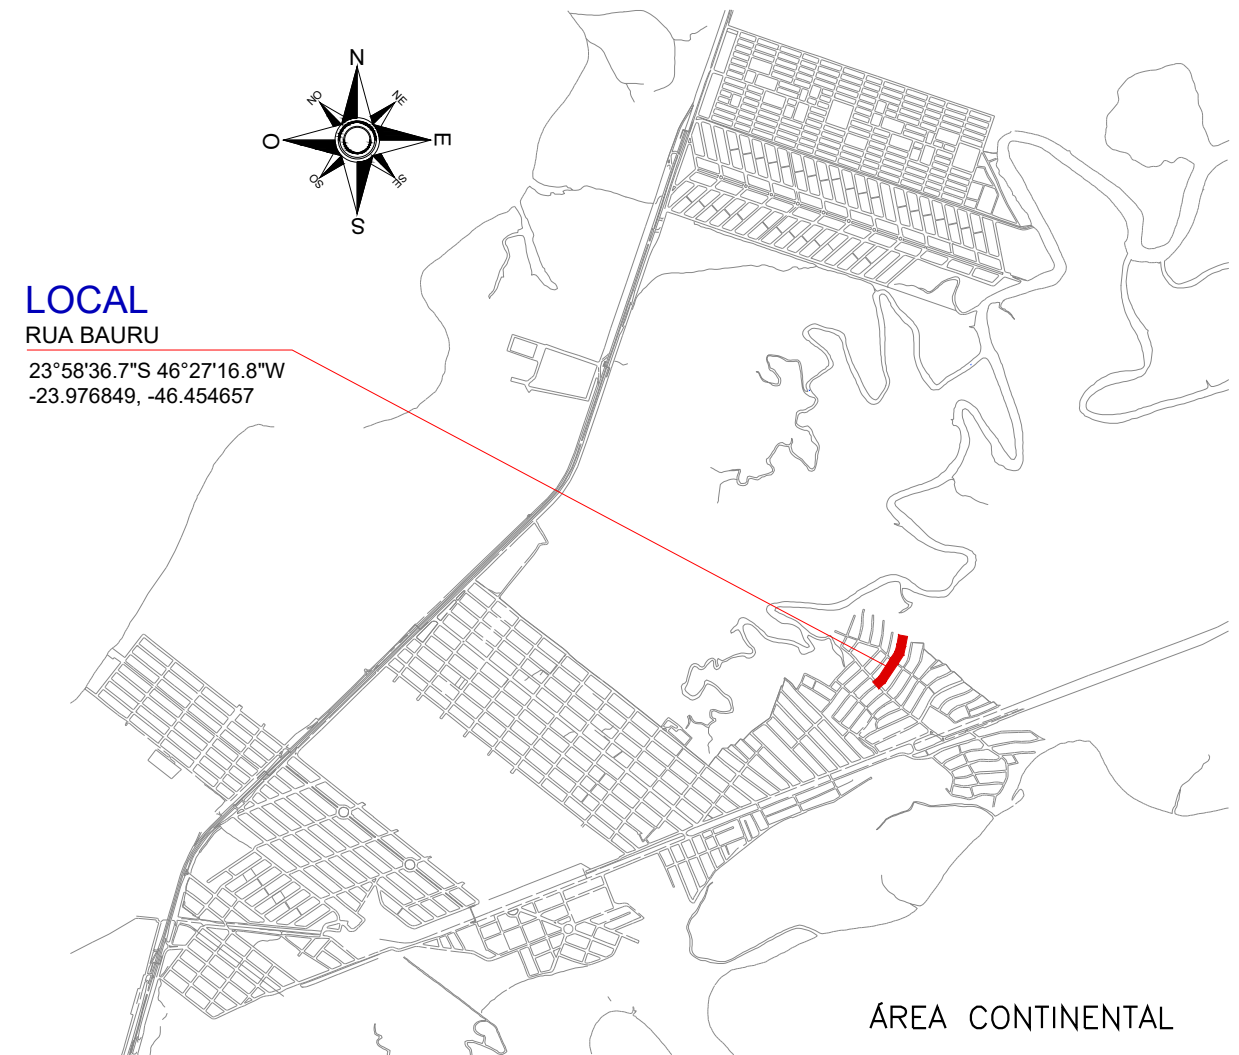 N
NO
NE
O
E
SO
SE
S
LOCAL
RUA BAURU
23°58'36.7"S 46°27'16.8"W
-23.976849, -46.454657
ÁREA CONTINENTAL